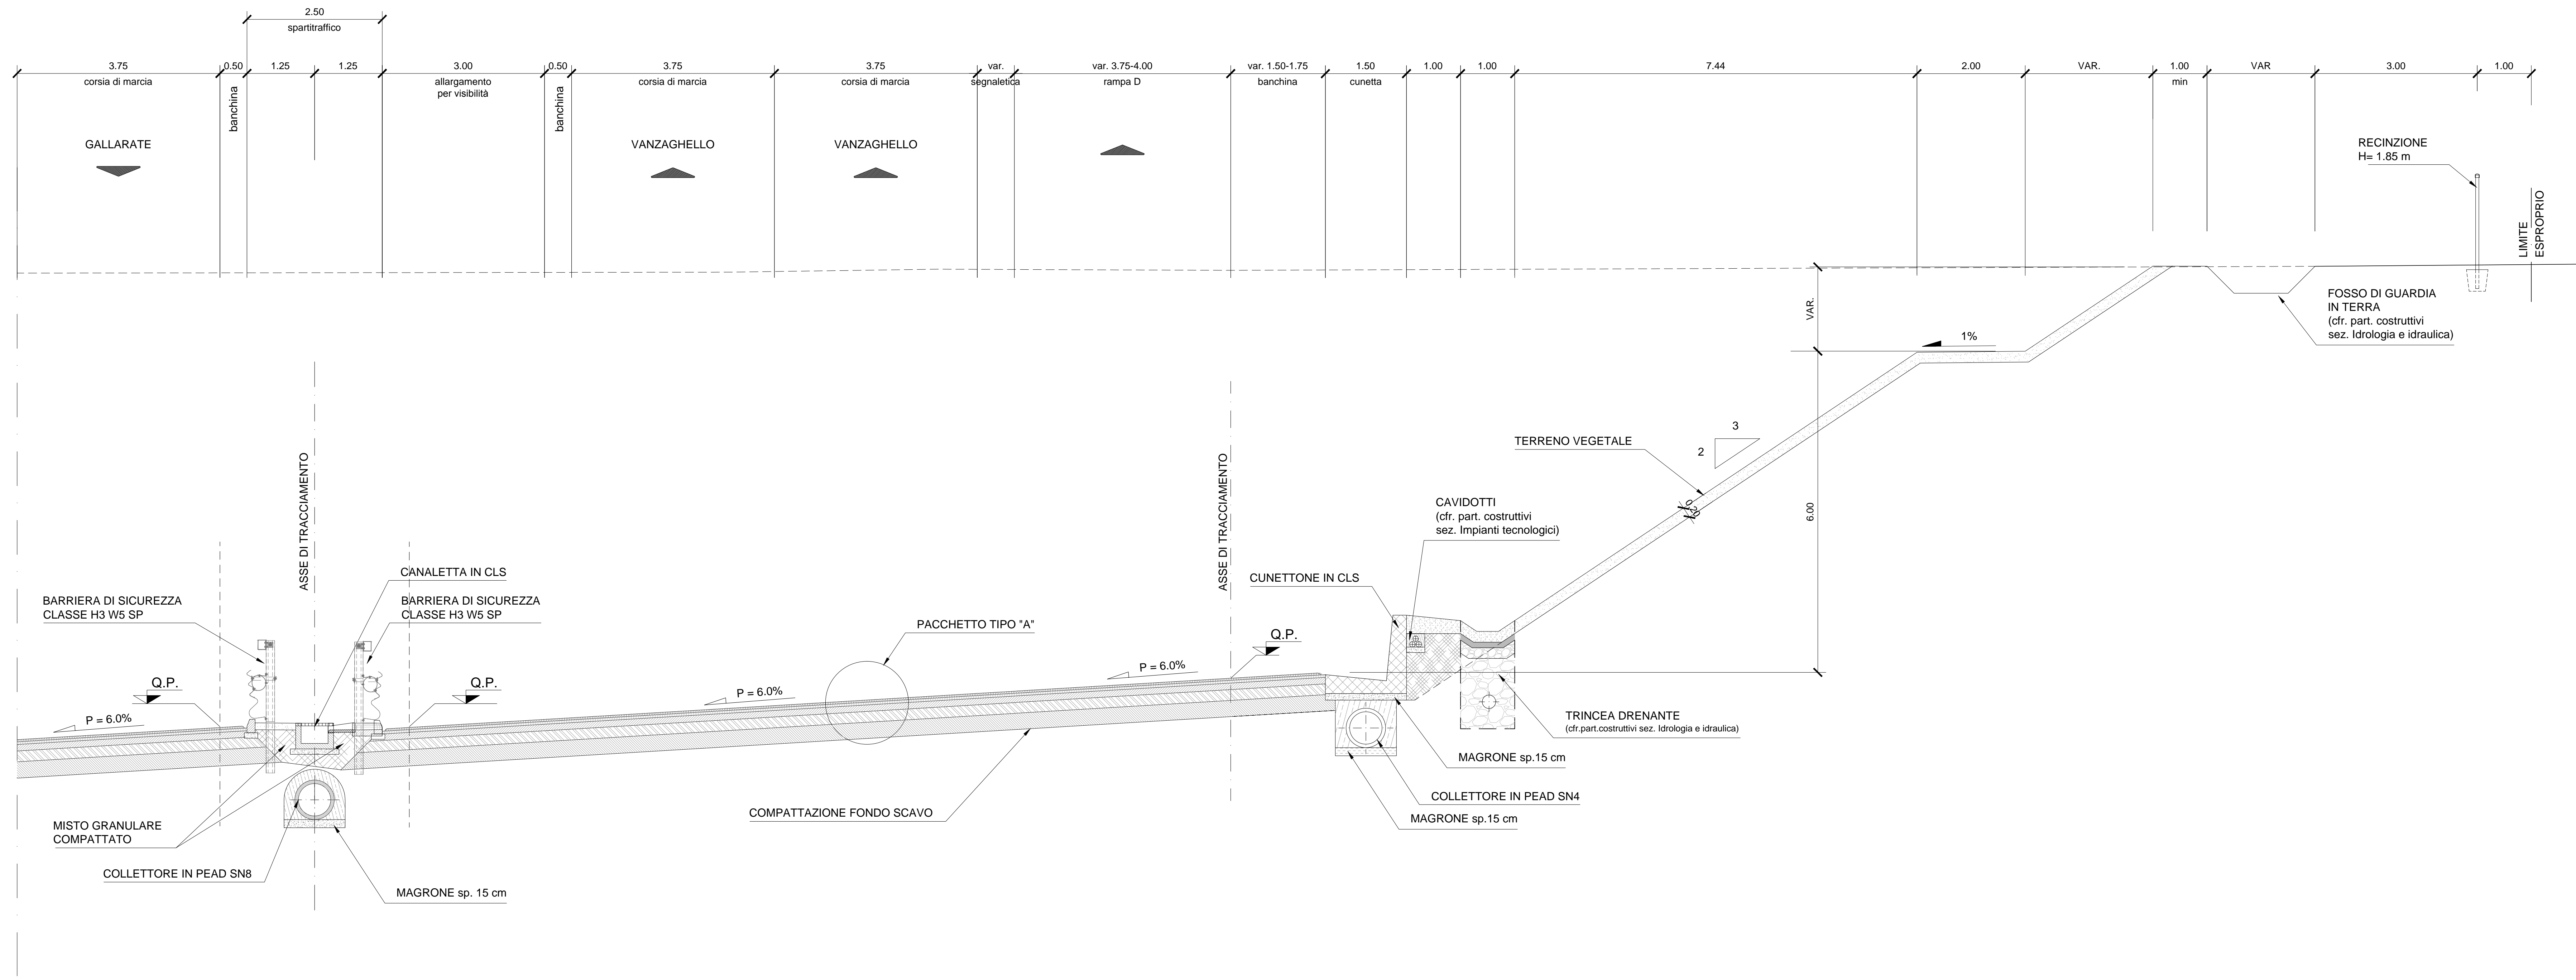 2.50
spartitraffico
3.75
0.50
1.25
1.25
3.00
0.50
3.75
3.75
var.
var. 3.75-4.00
var. 1.50-1.75
1.50
1.00
1.00
7.44
2.00
VAR.
1.00
VAR
3.00
1.00
corsia di marcia
banchina
allargamento
per visibilità
banchina
corsia di marcia
corsia di marcia
segnaletica
rampa D
banchina
cunetta
min
GALLARATE
VANZAGHELLO
VANZAGHELLO
RECINZIONE
H= 1.85 m
LIMITE
ESPROPRIO
FOSSO DI GUARDIA
IN TERRA
(cfr. part. costruttivi
sez. Idrologia e idraulica)
VAR.
1%
3
2
TERRENO VEGETALE
0.20
6.00
CAVIDOTTI
(cfr. part. costruttivi
sez. Impianti tecnologici)
ASSE DI TRACCIAMENTO
ASSE DI TRACCIAMENTO
CANALETTA IN CLS
CUNETTONE IN CLS
BARRIERA DI SICUREZZA
CLASSE H3 W5 SP
BARRIERA DI SICUREZZA
CLASSE H3 W5 SP
PACCHETTO TIPO "A"
Q.P.
Q.P.
Q.P.
P = 6.0%
P = 6.0%
P = 6.0%
TRINCEA DRENANTE
(cfr.part.costruttivi sez. Idrologia e idraulica)
MAGRONE sp.15 cm
COLLETTORE IN PEAD SN4
MAGRONE sp.15 cm
COMPATTAZIONE FONDO SCAVO
MISTO GRANULARE
COMPATTATO
COLLETTORE IN PEAD SN8
MAGRONE sp. 15 cm